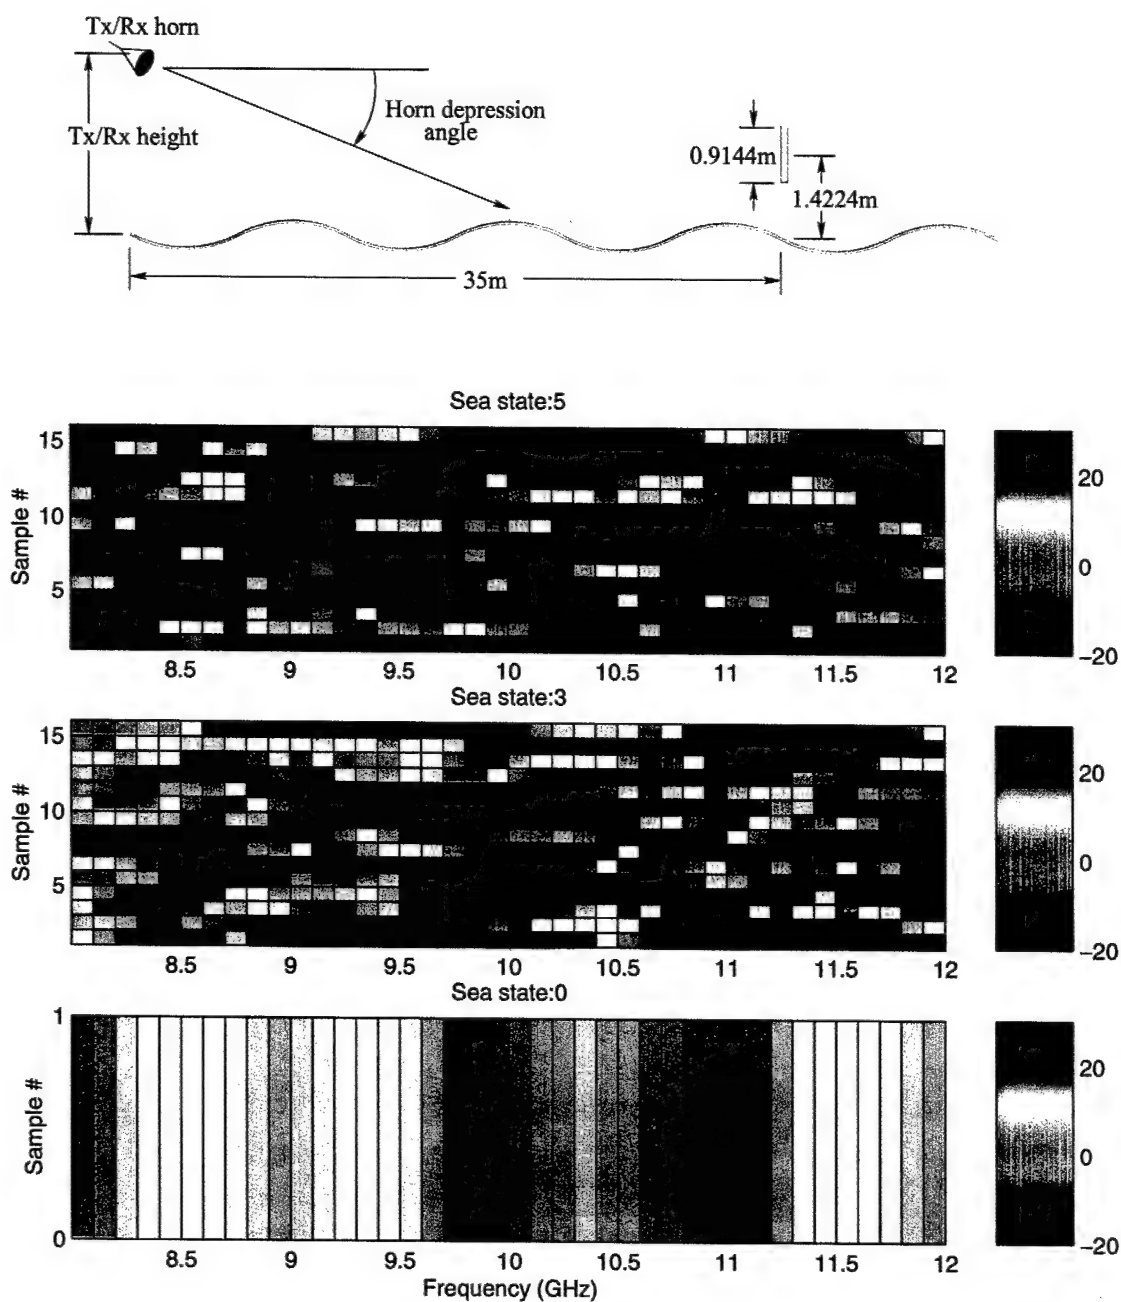 Tx/Rx horn
Tx/Rx height
Horn depression
angle
0.9144m
1.4224m
35m
Sea state:5
Sample #
15
10
5
8.5 9 9.5 10 10.5 11 11.5 12
20
0
−20
Sea state:3
Sample #
15
10
5
8.5 9 9.5 10 10.5 11 11.5 12
20
0
−20
Sea state:0
Sample #
1
0
8.5 9 9.5 10 10.5 11 11.5 12
Frequency (GHz)
20
0
−20